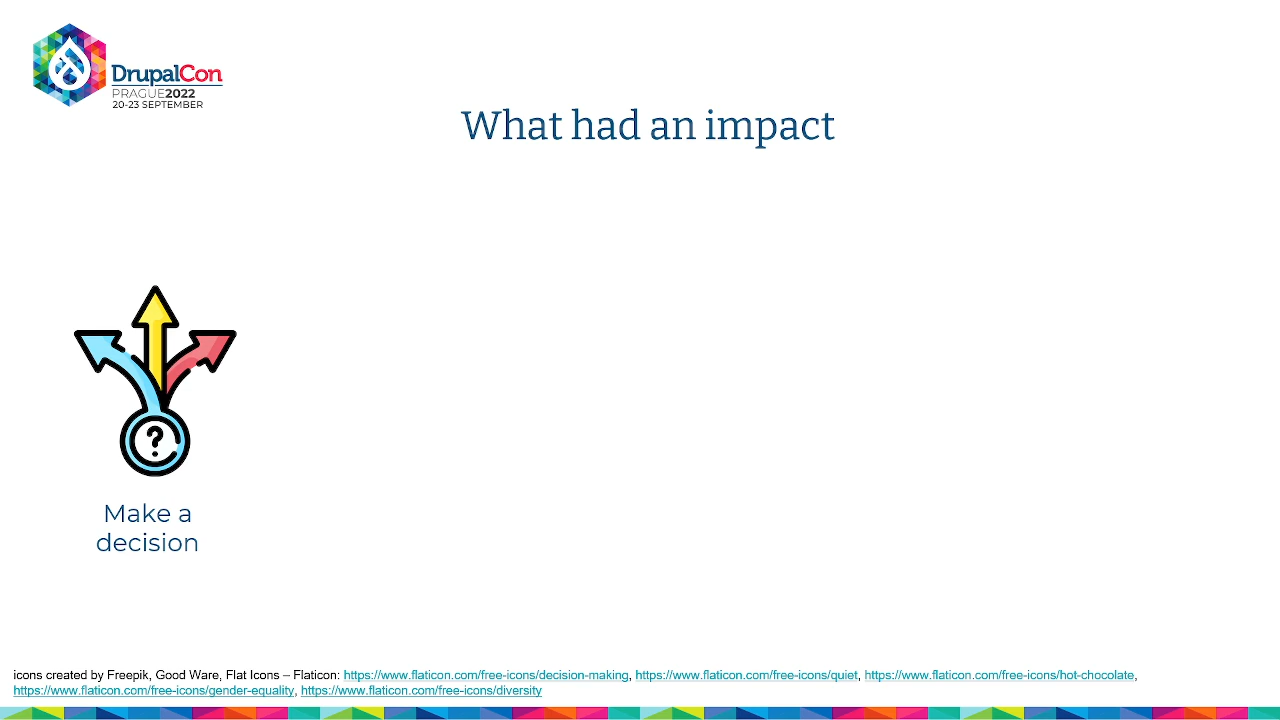 DrupalCon
PRAGUE2022
20-23 SEPTEMBER
What had an impact
?
Make a
decision
icons created by Freepik, Good Ware, Flat Icons – Flaticon: https://www.flaticon.com/free-icons/decision-making, https://www.flaticon.com/free-icons/quiet, https://www.flaticon.com/free-icons/hot-chocolate,
https://www.flaticon.com/free-icons/gender-equality, https://www.flaticon.com/free-icons/diversity